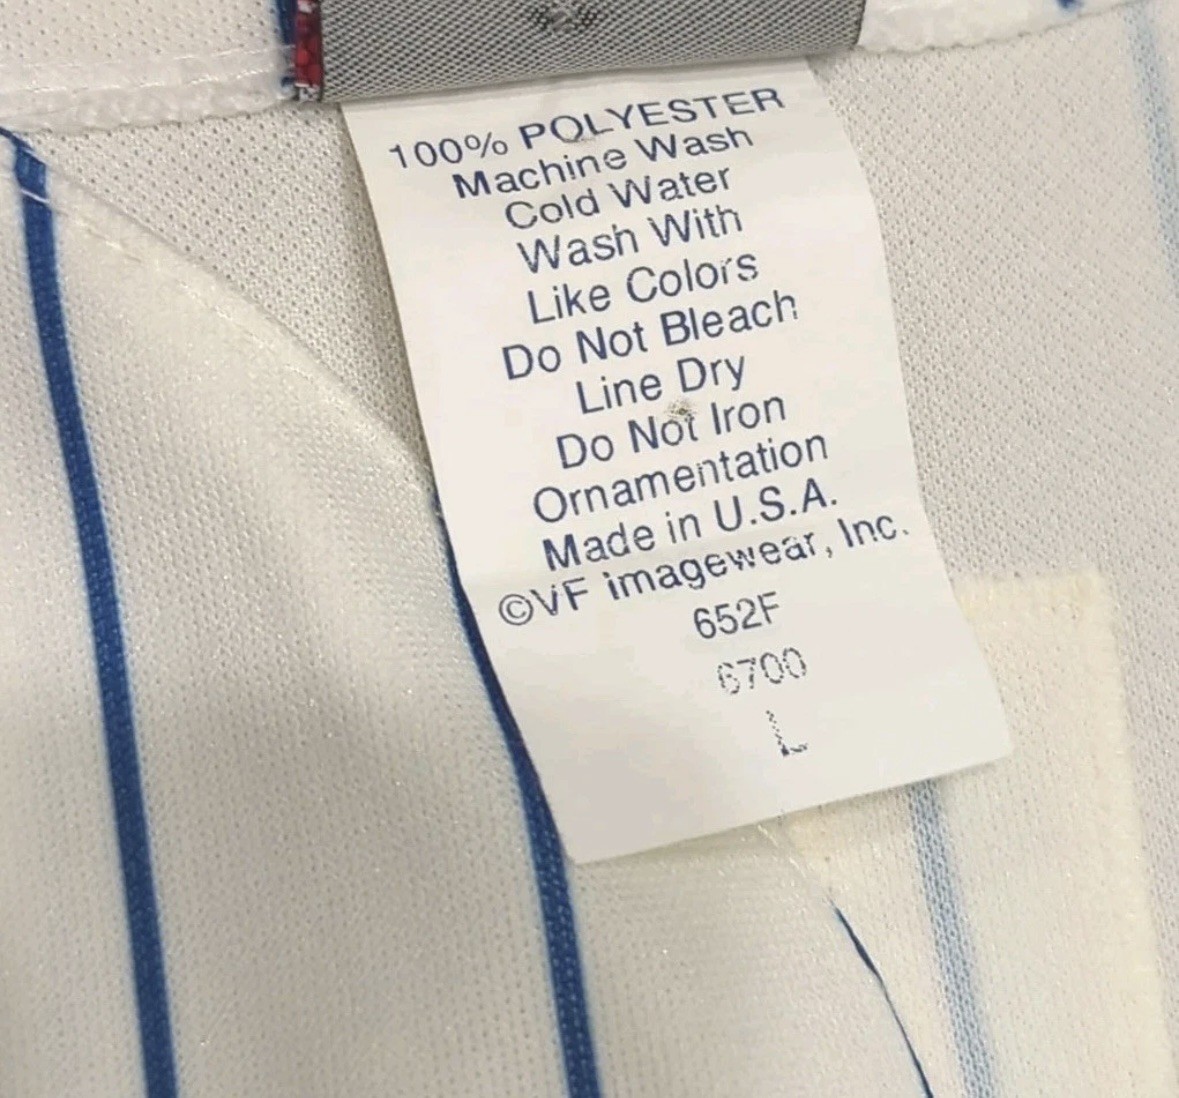 100% POLYESTER
Machine Wash
Cold Water
Wash With
Like Colors
Do Not Bleach
Line Dry
Do Not Iron
Ornamentation
Made in U.S.A.
©VF imagewear, Inc.
652F
6700
L